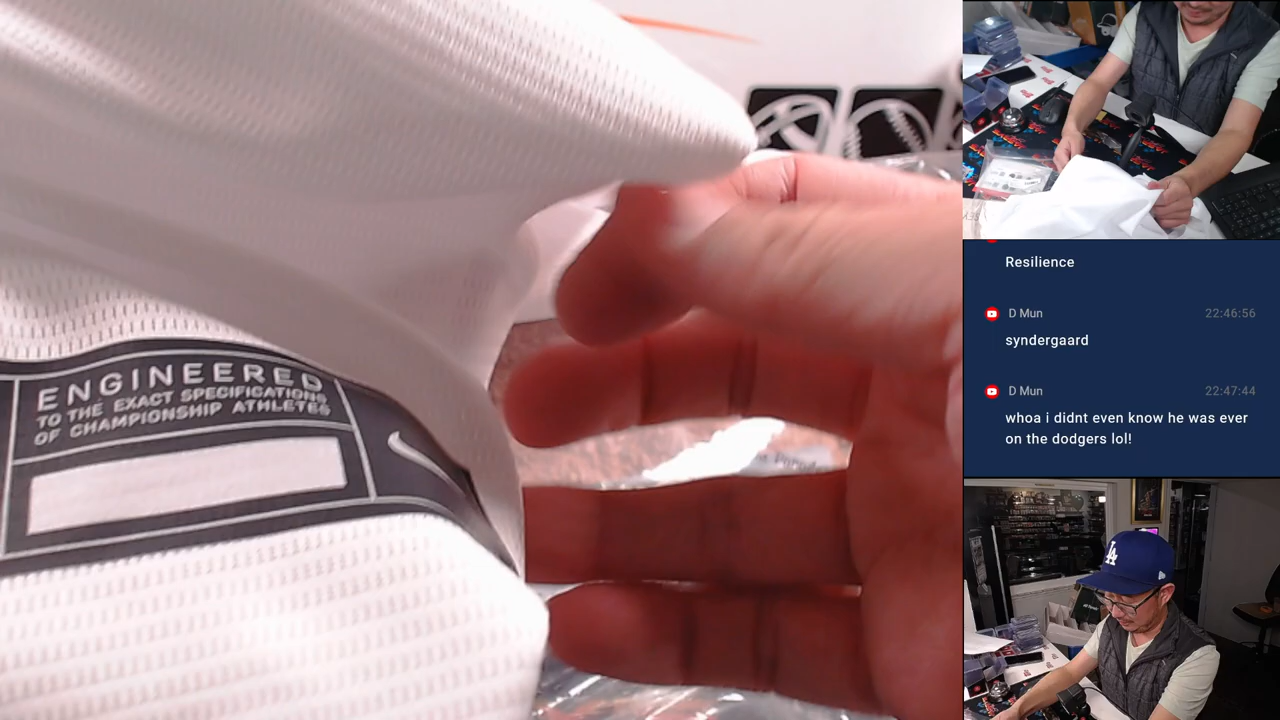 ENGINEERED
TO THE EXACT SPECIFICATIONS
OF CHAMPIONSHIP ATHLETES
Resilience
D Mun 22:46:56
syndergaard
D Mun 22:47:44
whoa i didnt even know he was ever
on the dodgers lol!
LA